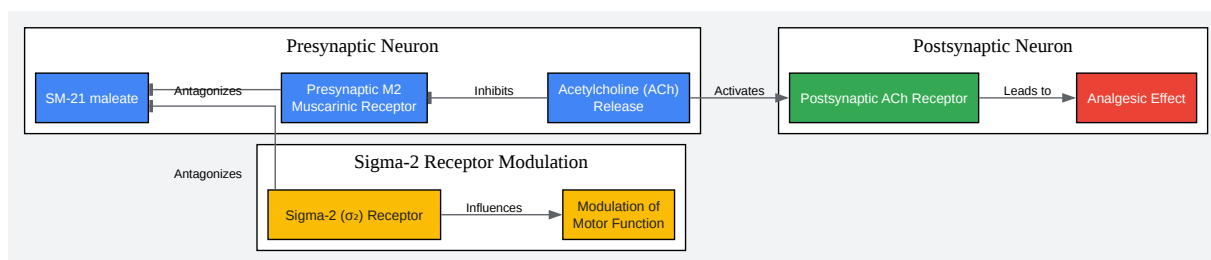 Presynaptic Neuron
Postsynaptic Neuron
SM-21 maleate
Antagonizes
Presynaptic M2
Muscarinic Receptor
Inhibits
Acetylcholine (ACh)
Release
Activates
Postsynaptic ACh Receptor
Leads to
Analgesic Effect
Sigma-2 Receptor Modulation
Antagonizes
Sigma-2 (σ₂) Receptor
Influences
Modulation of
Motor Function